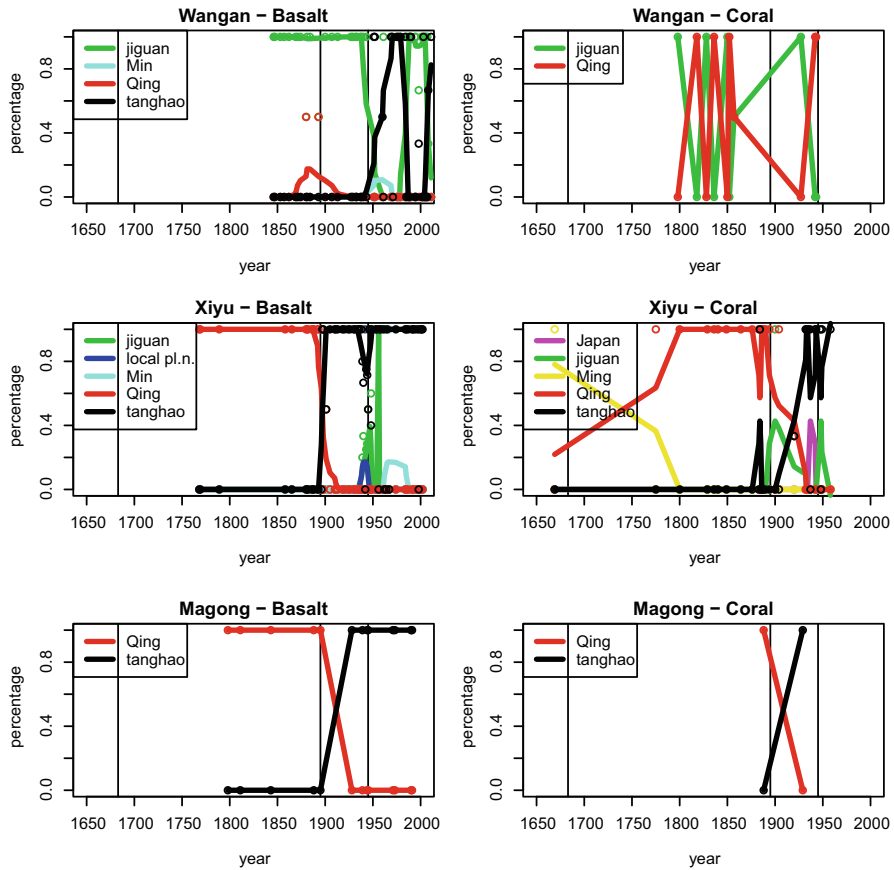 Wangan − Basalt
jiguan
Min
Qing
tanghao
percentage
0.0 0.4 0.8
1650 1700 1750 1800 1850 1900 1950 2000
year
Wangan − Coral
jiguan
Qing
percentage
0.0 0.4 0.8
1650 1700 1750 1800 1850 1900 1950 2000
year
Xiyu − Basalt
jiguan
local pl.n.
Min
Qing
tanghao
percentage
0.0 0.4 0.8
1650 1700 1750 1800 1850 1900 1950 2000
year
Xiyu − Coral
Japan
jiguan
Ming
Qing
tanghao
percentage
0.0 0.4 0.8
1650 1700 1750 1800 1850 1900 1950 2000
year
Magong − Basalt
Qing
tanghao
percentage
0.0 0.4 0.8
1650 1700 1750 1800 1850 1900 1950 2000
year
Magong − Coral
Qing
tanghao
percentage
0.0 0.4 0.8
1650 1700 1750 1800 1850 1900 1950 2000
year